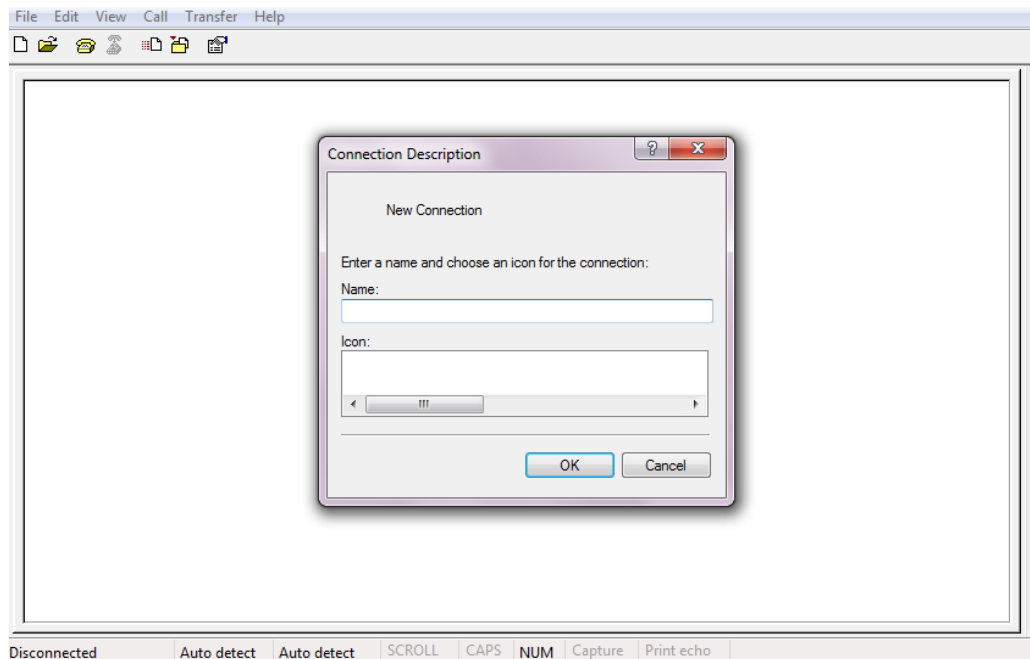 File Edit View Call Transfer Help
Connection Description
New Connection
Enter a name and choose an icon for the connection:
Name:
Icon:
OK Cancel
Disconnected Auto detect Auto detect SCROLL CAPS NUM Capture Print echo